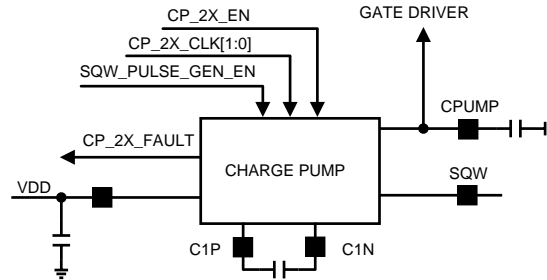 CP_2X_EN
GATE DRIVER
CP_2X_CLK[1:0]
SQW_PULSE_GEN_EN
CPUMP
CP_2X_FAULT
CHARGE PUMP
SQW
VDD
C1P
C1N